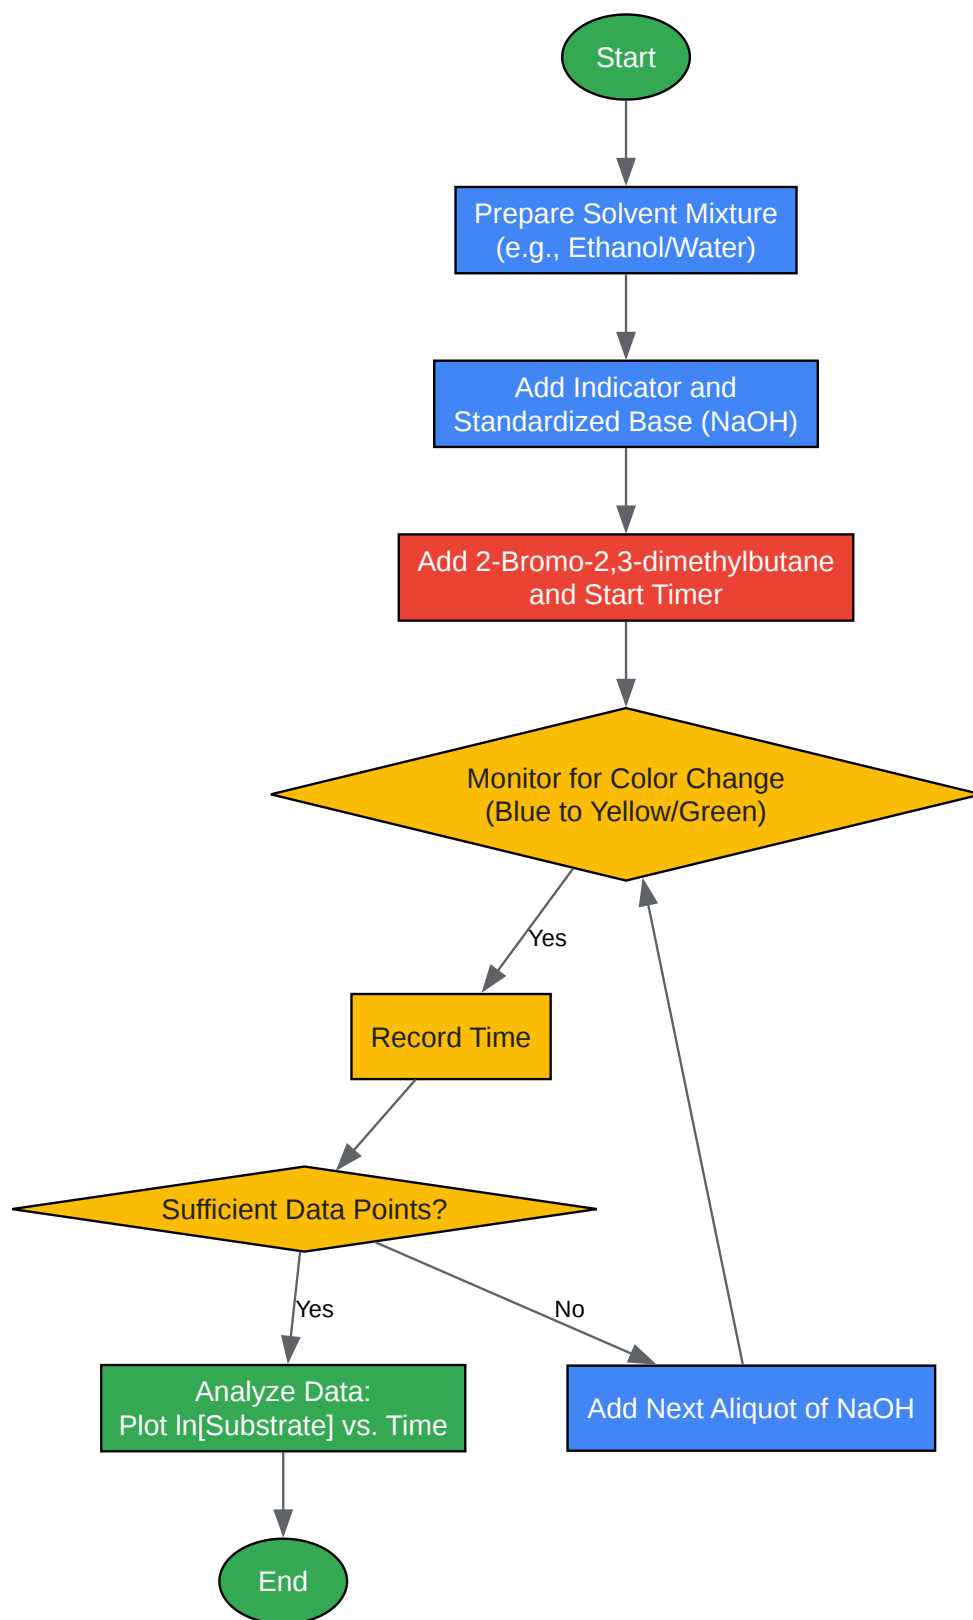 Start
Prepare Solvent Mixture
(e.g., Ethanol/Water)
Add Indicator and
Standardized Base (NaOH)
Add 2-Bromo-2,3-dimethylbutane
and Start Timer
Monitor for Color Change
(Blue to Yellow/Green)
Yes
Record Time
Sufficient Data Points?
Yes
No
Analyze Data:
Plot ln[Substrate] vs. Time
Add Next Aliquot of NaOH
End